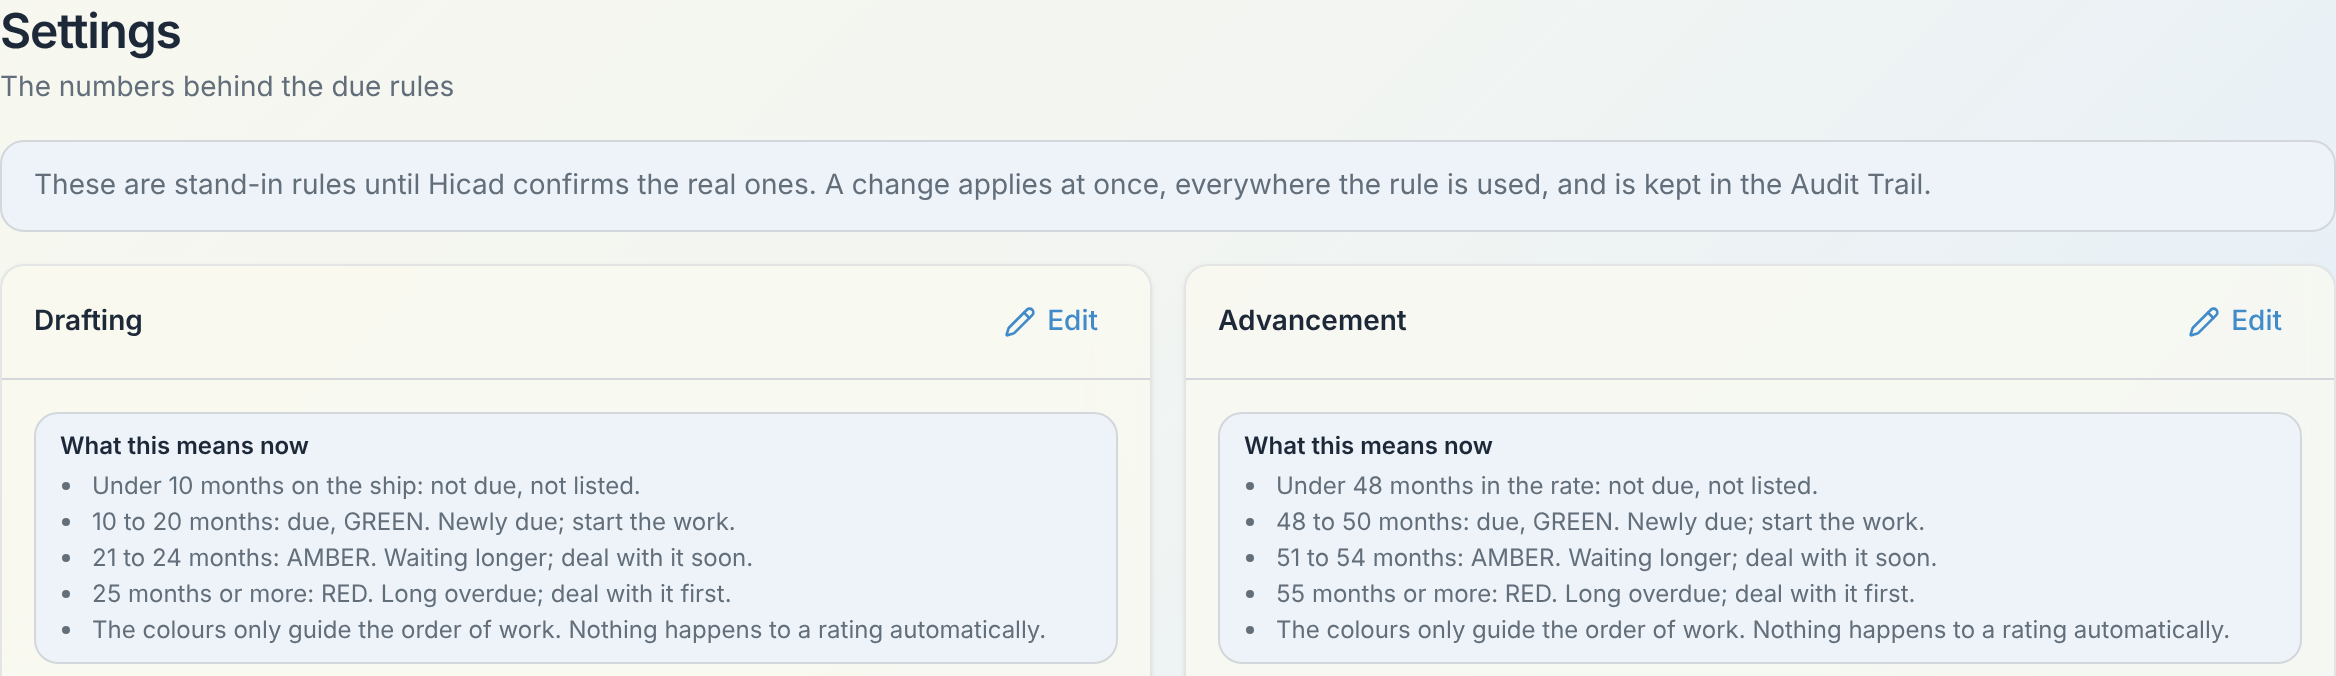 Settings
The numbers behind the due rules
These are stand-in rules until Hicad confirms the real ones. A change applies at once, everywhere the rule is used, and is kept in the Audit Trail.
Drafting
Edit
What this means now
• Under 10 months on the ship: not due, not listed.
• 10 to 20 months: due, GREEN. Newly due; start the work.
• 21 to 24 months: AMBER. Waiting longer; deal with it soon.
• 25 months or more: RED. Long overdue; deal with it first.
• The colours only guide the order of work. Nothing happens to a rating automatically.
Advancement
Edit
What this means now
• Under 48 months in the rate: not due, not listed.
• 48 to 50 months: due, GREEN. Newly due; start the work.
• 51 to 54 months: AMBER. Waiting longer; deal with it soon.
• 55 months or more: RED. Long overdue; deal with it first.
• The colours only guide the order of work. Nothing happens to a rating automatically.